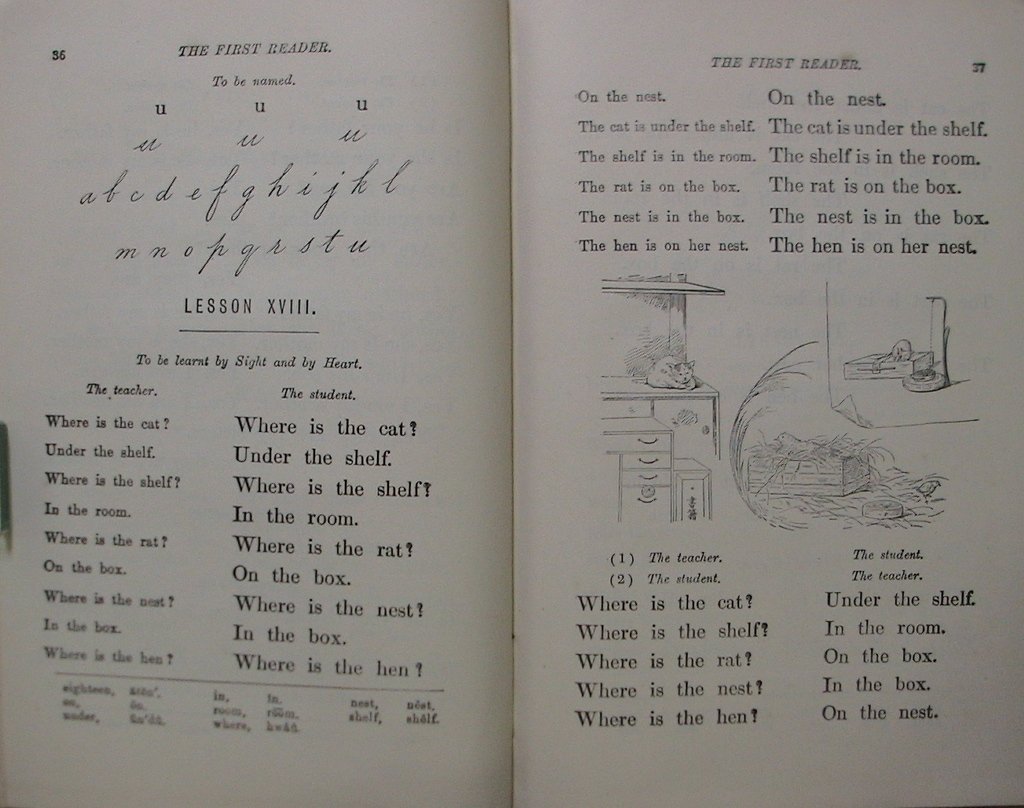 36
THE FIRST READER.
To be named.
u u u
u u u
a b c d e f g h i j k l
m n o p q r s t u
LESSON XVIII.
To be learnt by Sight and by Heart.
The teacher. The student.
Where is the cat? Where is the cat?
Under the shelf. Under the shelf.
Where is the shelf? Where is the shelf?
In the room. In the room.
Where is the rat? Where is the rat?
On the box. On the box.
Where is the nest? Where is the nest?
In the box. In the box.
Where is the hen? Where is the hen?
eighteen, in, in. nest, nĕst.
on, room, rōōm. shelf, shĕlf.
under, where,
THE FIRST READER.
37
On the nest. On the nest.
The cat is under the shelf. The cat is under the shelf.
The shelf is in the room. The shelf is in the room.
The rat is on the box. The rat is on the box.
The nest is in the box. The nest is in the box.
The hen is on her nest. The hen is on her nest.
(1) The teacher. The student.
(2) The student. The teacher.
Where is the cat? Under the shelf.
Where is the shelf? In the room.
Where is the rat? On the box.
Where is the nest? In the box.
Where is the hen? On the nest.